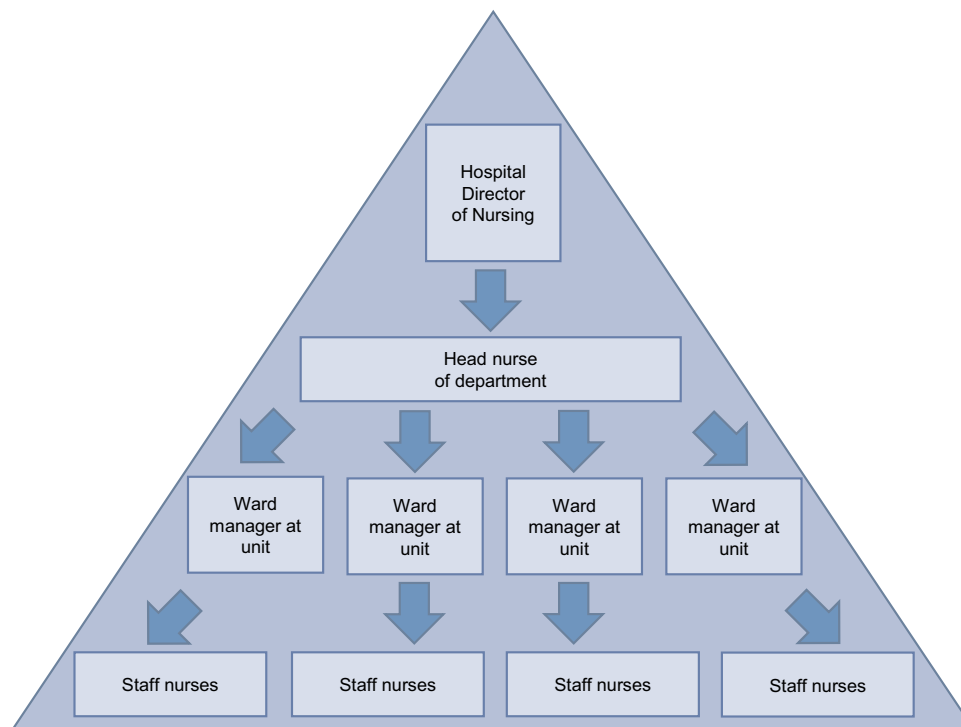 Hospital
Director
of Nursing
Head nurse
of department
Ward
manager at
unit
Ward
manager at
unit
Ward
manager at
unit
Ward
manager at
unit
Staff nurses
Staff nurses
Staff nurses
Staff nurses